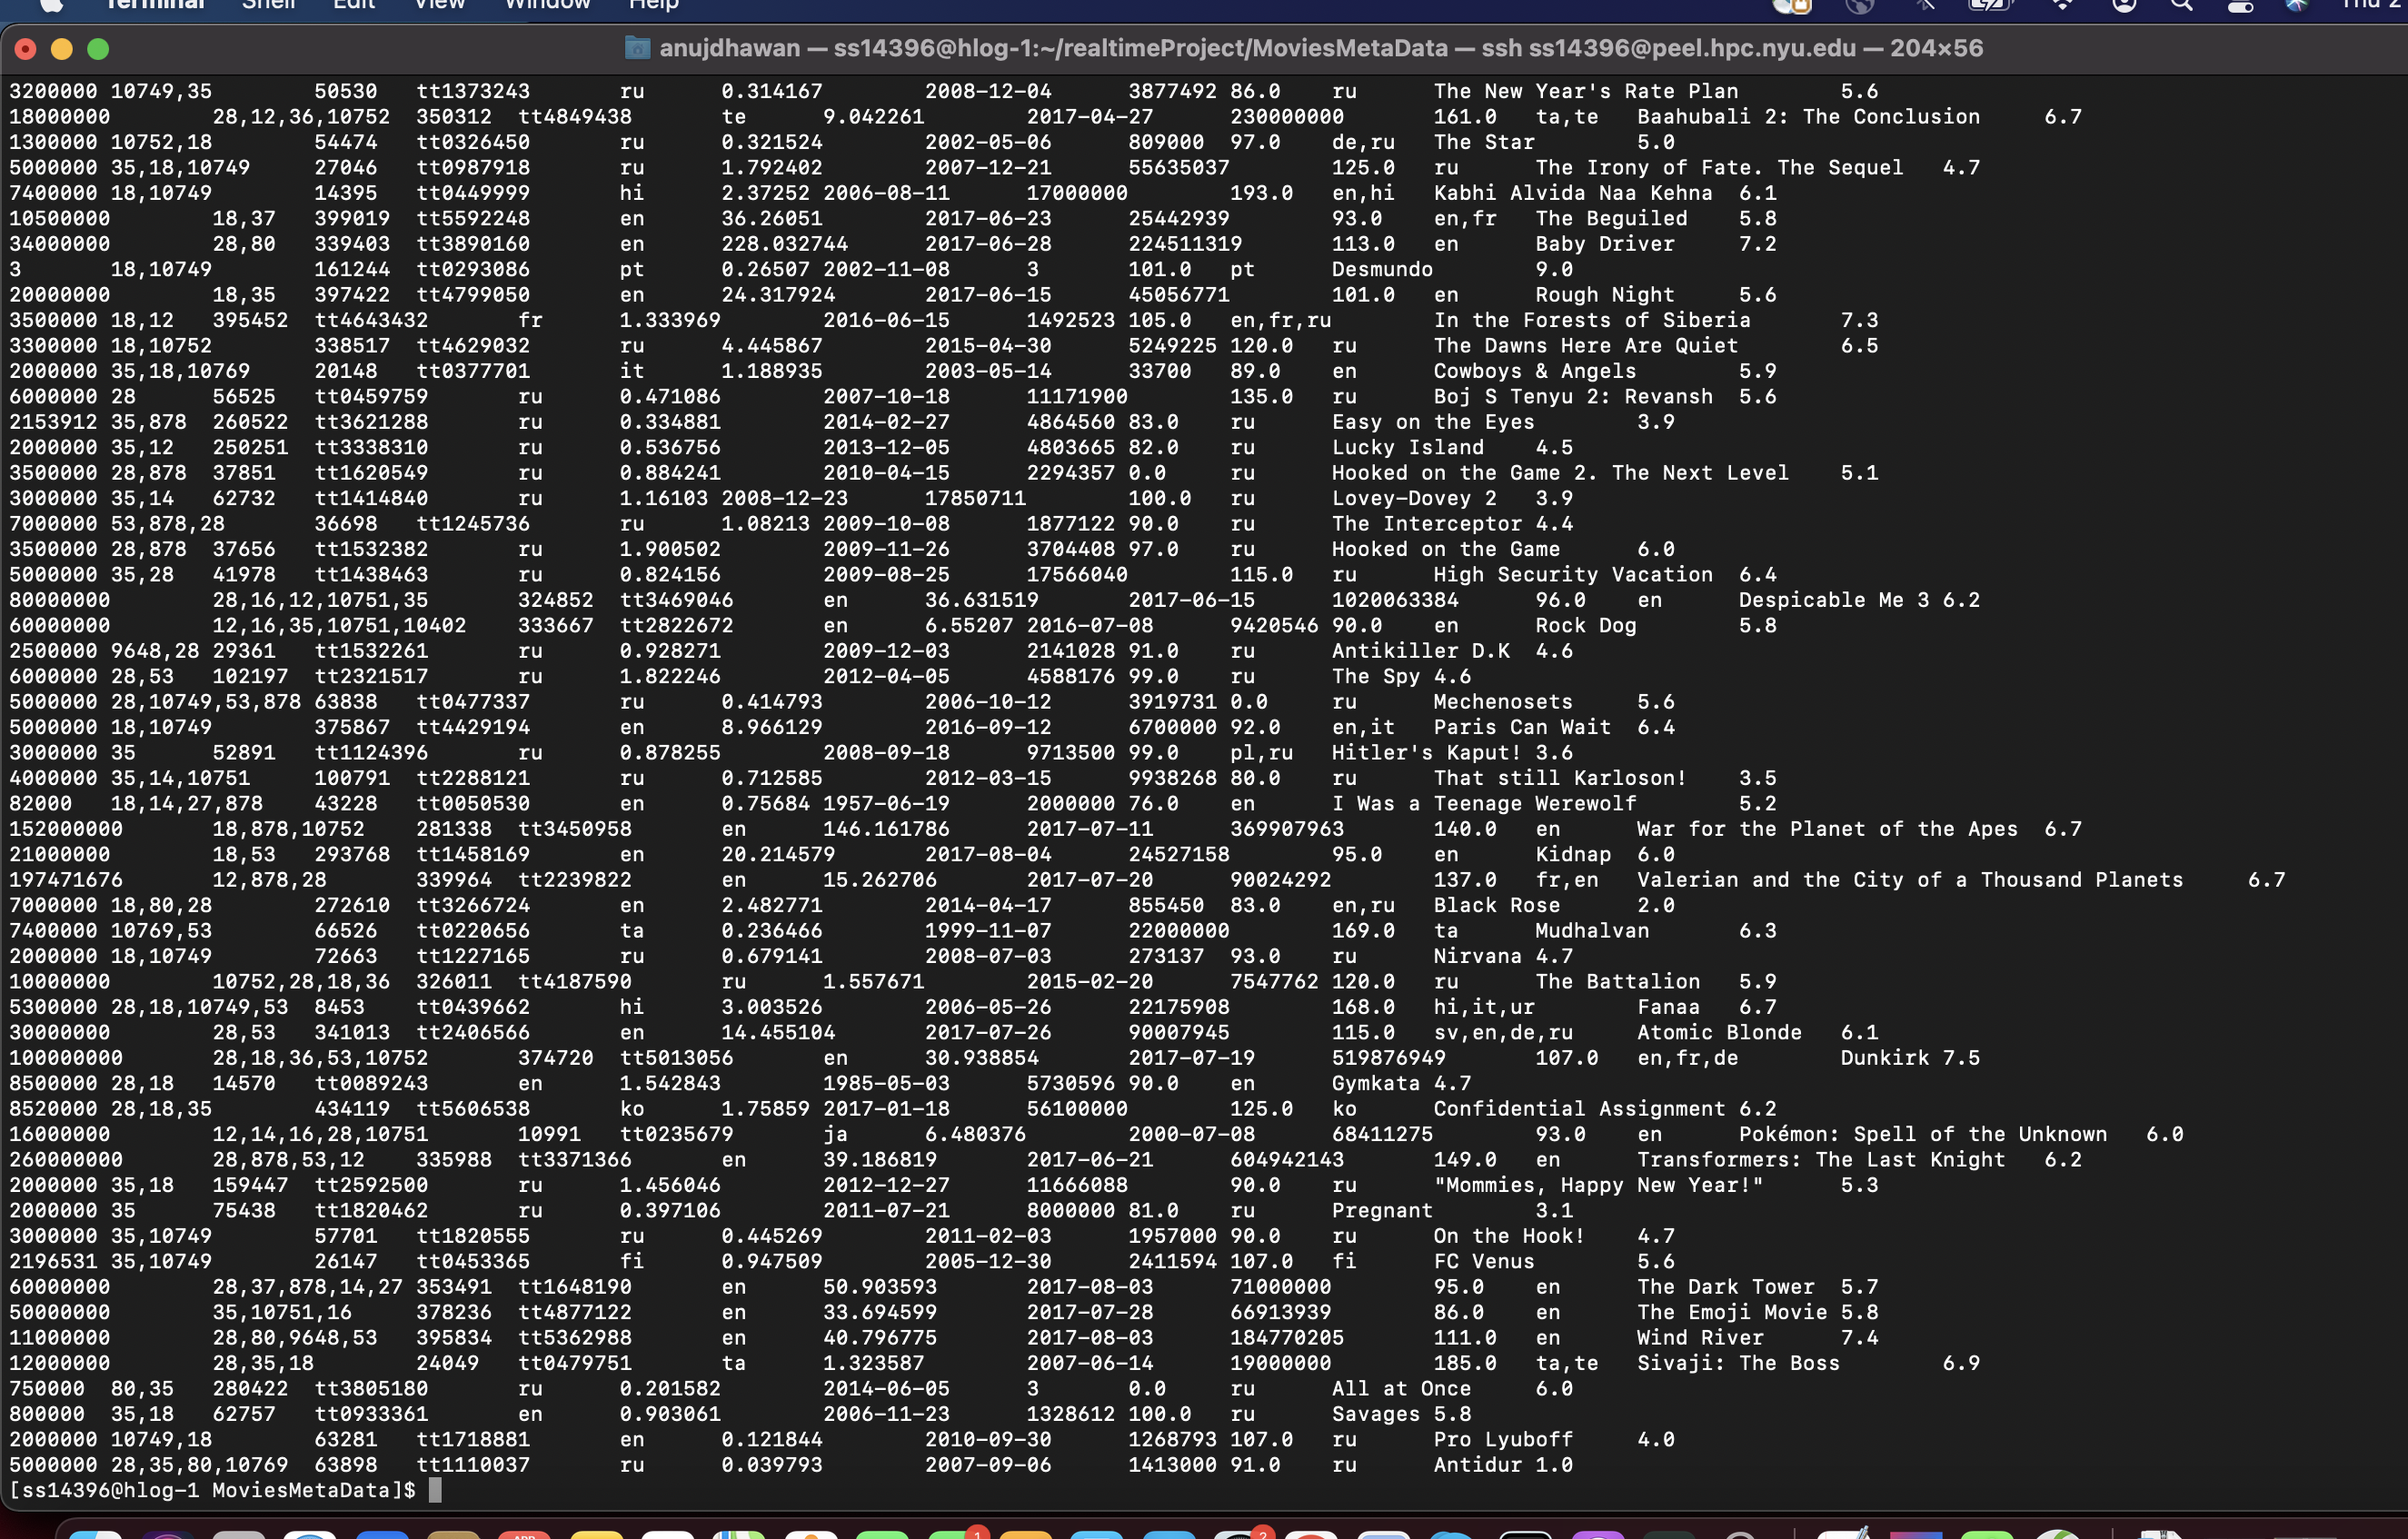 Terminal Shell Edit View Window Help Thu 2
anujdhawan — ss14396@hlog-1:~/realtimeProject/MoviesMetaData — ssh ss14396@peel.hpc.nyu.edu — 204×56
3200000 10749,35 50530 tt1373243 ru 0.314167 2008-12-04 3877492 86.0 ru The New Year's Rate Plan 5.6
18000000 28,12,36,10752 350312 tt4849438 te 9.042261 2017-04-27 230000000 161.0 ta,te Baahubali 2: The Conclusion 6.7
1300000 10752,18 54474 tt0326450 ru 0.321524 2002-05-06 809000 97.0 de,ru The Star 5.0
5000000 35,18,10749 27046 tt0987918 ru 1.792402 2007-12-21 55635037 125.0 ru The Irony of Fate. The Sequel 4.7
7400000 18,10749 14395 tt0449999 hi 2.37252 2006-08-11 17000000 193.0 en,hi Kabhi Alvida Naa Kehna 6.1
10500000 18,37 399019 tt5592248 en 36.26051 2017-06-23 25442939 93.0 en,fr The Beguiled 5.8
34000000 28,80 339403 tt3890160 en 228.032744 2017-06-28 224511319 113.0 en Baby Driver 7.2
3 18,10749 161244 tt0293086 pt 0.26507 2002-11-08 3 101.0 pt Desmundo 9.0
20000000 18,35 397422 tt4799050 en 24.317924 2017-06-15 45056771 101.0 en Rough Night 5.6
3500000 18,12 395452 tt4643432 fr 1.333969 2016-06-15 1492523 105.0 en,fr,ru In the Forests of Siberia 7.3
3300000 18,10752 338517 tt4629032 ru 4.445867 2015-04-30 5249225 120.0 ru The Dawns Here Are Quiet 6.5
2000000 35,18,10769 20148 tt0377701 it 1.188935 2003-05-14 33700 89.0 en Cowboys & Angels 5.9
6000000 28 56525 tt0459759 ru 0.471086 2007-10-18 11171900 135.0 ru Boj S Tenyu 2: Revansh 5.6
2153912 35,878 260522 tt3621288 ru 0.334881 2014-02-27 4864560 83.0 ru Easy on the Eyes 3.9
2000000 35,12 250251 tt3338310 ru 0.536756 2013-12-05 4803665 82.0 ru Lucky Island 4.5
3500000 28,878 37851 tt1620549 ru 0.884241 2010-04-15 2294357 0.0 ru Hooked on the Game 2. The Next Level 5.1
3000000 35,14 62732 tt1414840 ru 1.16103 2008-12-23 17850711 100.0 ru Lovey-Dovey 2 3.9
7000000 53,878,28 36698 tt1245736 ru 1.08213 2009-10-08 1877122 90.0 ru The Interceptor 4.4
3500000 28,878 37656 tt1532382 ru 1.900502 2009-11-26 3704408 97.0 ru Hooked on the Game 6.0
5000000 35,28 41978 tt1438463 ru 0.824156 2009-08-25 17566040 115.0 ru High Security Vacation 6.4
80000000 28,16,12,10751,35 324852 tt3469046 en 36.631519 2017-06-15 1020063384 96.0 en Despicable Me 3 6.2
60000000 12,16,35,10751,10402 333667 tt2822672 en 6.55207 2016-07-08 9420546 90.0 en Rock Dog 5.8
2500000 9648,28 29361 tt1532261 ru 0.928271 2009-12-03 2141028 91.0 ru Antikiller D.K 4.6
6000000 28,53 102197 tt2321517 ru 1.822246 2012-04-05 4588176 99.0 ru The Spy 4.6
5000000 28,10749,53,878 63838 tt0477337 ru 0.414793 2006-10-12 3919731 0.0 ru Mechenosets 5.6
5000000 18,10749 375867 tt4429194 en 8.966129 2016-09-12 6700000 92.0 en,it Paris Can Wait 6.4
3000000 35 52891 tt1124396 ru 0.878255 2008-09-18 9713500 99.0 pl,ru Hitler's Kaput! 3.6
4000000 35,14,10751 100791 tt2288121 ru 0.712585 2012-03-15 9938268 80.0 ru That still Karloson! 3.5
82000 18,14,27,878 43228 tt0050530 en 0.75684 1957-06-19 2000000 76.0 en I Was a Teenage Werewolf 5.2
152000000 18,878,10752 281338 tt3450958 en 146.161786 2017-07-11 369907963 140.0 en War for the Planet of the Apes 6.7
21000000 18,53 293768 tt1458169 en 20.214579 2017-08-04 24527158 95.0 en Kidnap 6.0
197471676 12,878,28 339964 tt2239822 en 15.262706 2017-07-20 90024292 137.0 fr,en Valerian and the City of a Thousand Planets 6.7
7000000 18,80,28 272610 tt3266724 en 2.482771 2014-04-17 855450 83.0 en,ru Black Rose 2.0
7400000 10769,53 66526 tt0220656 ta 0.236466 1999-11-07 22000000 169.0 ta Mudhalvan 6.3
2000000 18,10749 72663 tt1227165 ru 0.679141 2008-07-03 273137 93.0 ru Nirvana 4.7
10000000 10752,28,18,36 326011 tt4187590 ru 1.557671 2015-02-20 7547762 120.0 ru The Battalion 5.9
5300000 28,18,10749,53 8453 tt0439662 hi 3.003526 2006-05-26 22175908 168.0 hi,it,ur Fanaa 6.7
30000000 28,53 341013 tt2406566 en 14.455104 2017-07-26 90007945 115.0 sv,en,de,ru Atomic Blonde 6.1
100000000 28,18,36,53,10752 374720 tt5013056 en 30.938854 2017-07-19 519876949 107.0 en,fr,de Dunkirk 7.5
8500000 28,18 14570 tt0089243 en 1.542843 1985-05-03 5730596 90.0 en Gymkata 4.7
8520000 28,18,35 434119 tt5606538 ko 1.75859 2017-01-18 56100000 125.0 ko Confidential Assignment 6.2
16000000 12,14,16,28,10751 10991 tt0235679 ja 6.480376 2000-07-08 68411275 93.0 en Pokémon: Spell of the Unknown 6.0
260000000 28,878,53,12 335988 tt3371366 en 39.186819 2017-06-21 604942143 149.0 en Transformers: The Last Knight 6.2
2000000 35,18 159447 tt2592500 ru 1.456046 2012-12-27 11666088 90.0 ru "Mommies, Happy New Year!" 5.3
2000000 35 75438 tt1820462 ru 0.397106 2011-07-21 8000000 81.0 ru Pregnant 3.1
3000000 35,10749 57701 tt1820555 ru 0.445269 2011-02-03 1957000 90.0 ru On the Hook! 4.7
2196531 35,10749 26147 tt0453365 fi 0.947509 2005-12-30 2411594 107.0 fi FC Venus 5.6
60000000 28,37,878,14,27 353491 tt1648190 en 50.903593 2017-08-03 71000000 95.0 en The Dark Tower 5.7
50000000 35,10751,16 378236 tt4877122 en 33.694599 2017-07-28 66913939 86.0 en The Emoji Movie 5.8
11000000 28,80,9648,53 395834 tt5362988 en 40.796775 2017-08-03 184770205 111.0 en Wind River 7.4
12000000 28,35,18 24049 tt0479751 ta 1.323587 2007-06-14 19000000 185.0 ta,te Sivaji: The Boss 6.9
750000 80,35 280422 tt3805180 ru 0.201582 2014-06-05 3 0.0 ru All at Once 6.0
800000 35,18 62757 tt0933361 en 0.903061 2006-11-23 1328612 100.0 ru Savages 5.8
2000000 10749,18 63281 tt1718881 en 0.121844 2010-09-30 1268793 107.0 ru Pro Lyuboff 4.0
5000000 28,35,80,10769 63898 tt1110037 ru 0.039793 2007-09-06 1413000 91.0 ru Antidur 1.0
[ss14396@hlog-1 MoviesMetaData]$